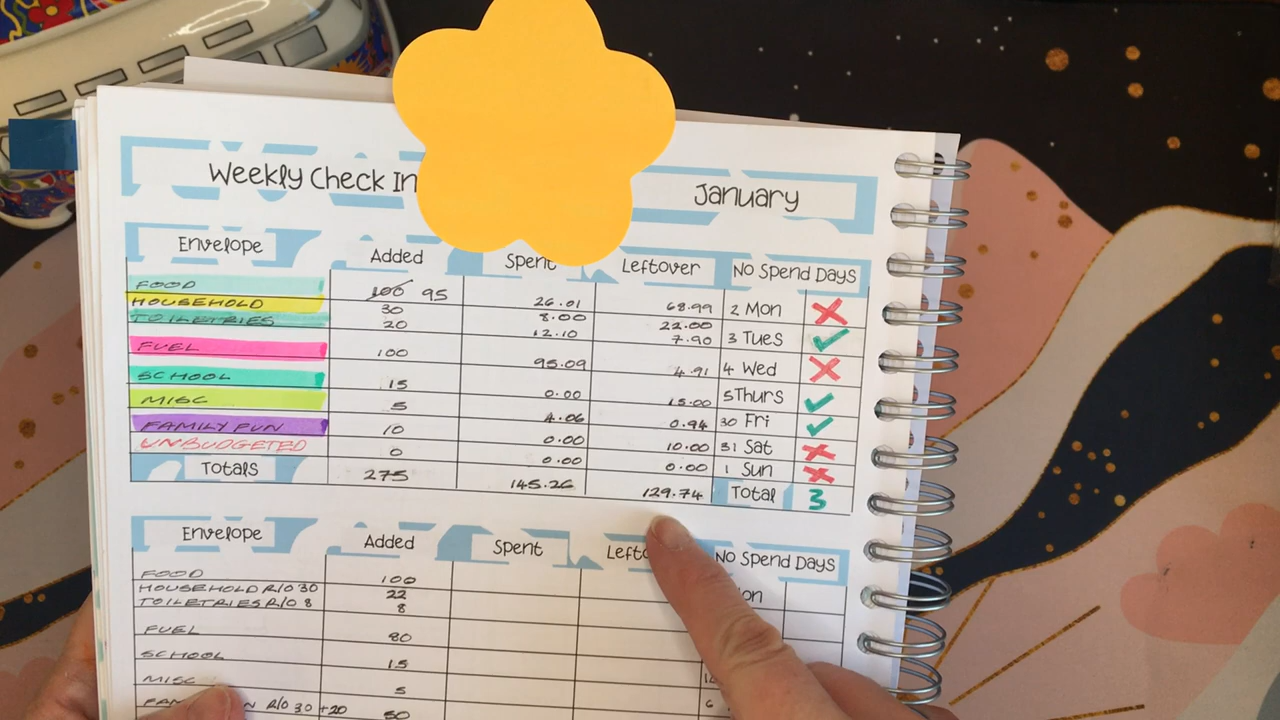 Weekly Check In January
Envelope Added Spent Leftover No Spend Days
FOOD 100 95 26.01 68.99 2 Mon ✗
HOUSEHOLD 30 8.00 22.00
TOILETRIES 20 12.10 7.90 3 Tues ✓
FUEL 100 95.09 4.91 4 Wed ✗
SCHOOL 15 0.00 15.00 5 Thurs ✓
MISC 5 4.06 0.94 30 Fri ✓
FAMILY FUN 10 0.00 10.00 31 Sat ✗
UNBUDGETED 0 0.00 0.00 1 Sun ✗
Totals 275 145.26 129.74 Total 3
Envelope Added Spent No Spend Days
FOOD 100
HOUSEHOLD R/O 30 22
TOILETRIES R/O 8 8
FUEL 80
SCHOOL 15
MISC 5
R/O 30 +20 50